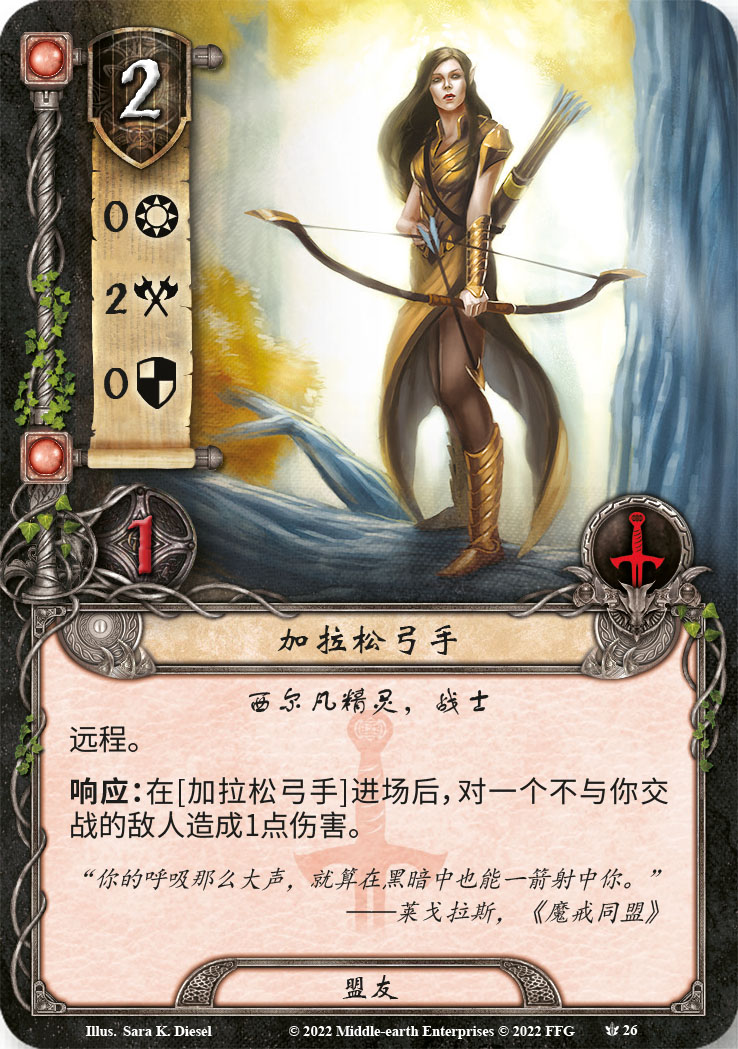 2
0
2
0
1
加拉松弓手
西尔凡精灵，战士
远程。
响应：在[加拉松弓手]进场后，对一个不与你交
战的敌人造成1点伤害。
“你的呼吸那么大声，就算在黑暗中也能一箭射中你。”
——莱戈拉斯，《魔戒同盟》
盟友
Illus. Sara K. Diesel © 2022 Middle-earth Enterprises © 2022 FFG 26